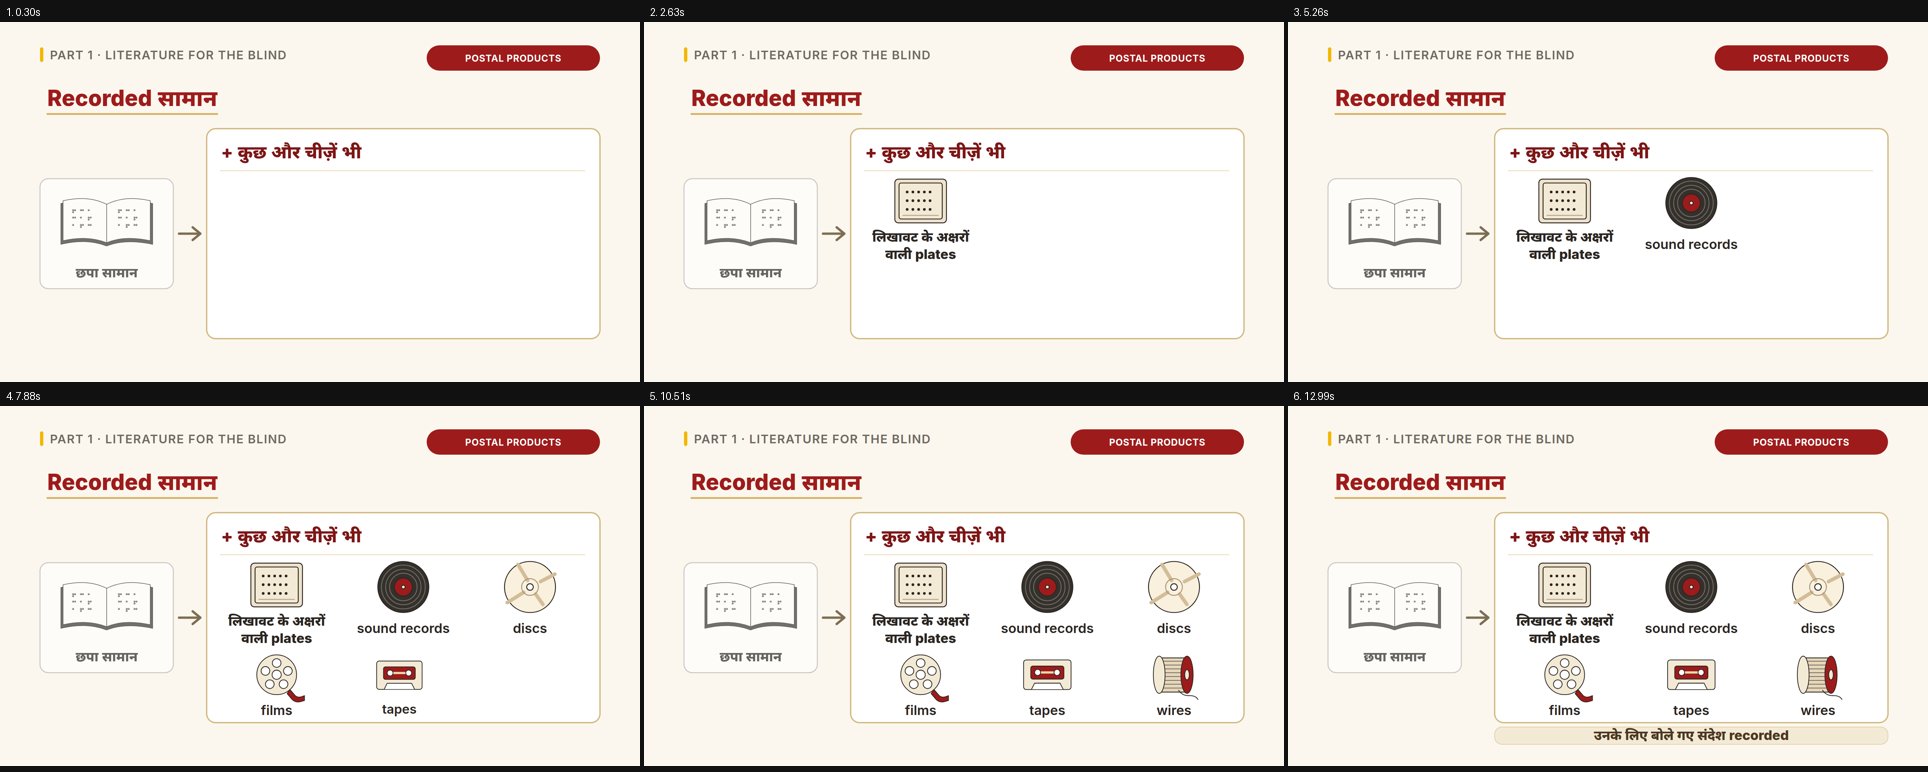 1. 0.30s
PART 1 · LITERATURE FOR THE BLIND
POSTAL PRODUCTS
Recorded सामान
+ कुछ और चीज़ें भी
छपा सामान
2. 2.63s
PART 1 · LITERATURE FOR THE BLIND
POSTAL PRODUCTS
Recorded सामान
+ कुछ और चीज़ें भी
लिखावट के अक्षरों
वाली plates
छपा सामान
3. 5.26s
PART 1 · LITERATURE FOR THE BLIND
POSTAL PRODUCTS
Recorded सामान
+ कुछ और चीज़ें भी
लिखावट के अक्षरों
वाली plates
sound records
छपा सामान
4. 7.88s
PART 1 · LITERATURE FOR THE BLIND
POSTAL PRODUCTS
Recorded सामान
+ कुछ और चीज़ें भी
लिखावट के अक्षरों
वाली plates
sound records
discs
छपा सामान
films
tapes
5. 10.51s
PART 1 · LITERATURE FOR THE BLIND
POSTAL PRODUCTS
Recorded सामान
+ कुछ और चीज़ें भी
लिखावट के अक्षरों
वाली plates
sound records
discs
छपा सामान
films
tapes
wires
6. 12.99s
PART 1 · LITERATURE FOR THE BLIND
POSTAL PRODUCTS
Recorded सामान
+ कुछ और चीज़ें भी
लिखावट के अक्षरों
वाली plates
sound records
discs
छपा सामान
films
tapes
wires
उनके लिए बोले गए संदेश recorded